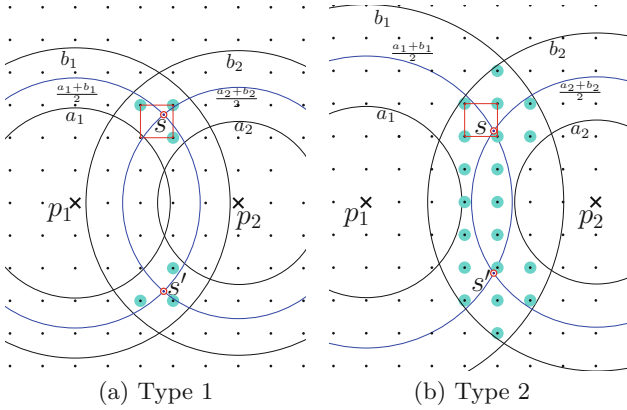 b₁
b₂
(a₁+b₁)/2
(a₂+b₂)/2
a₁
a₂
s
p₁
p₂
s′
(a) Type 1
b₁
b₂
(a₁+b₁)/2
(a₂+b₂)/2
a₁
a₂
s
p₁
p₂
s′
(b) Type 2